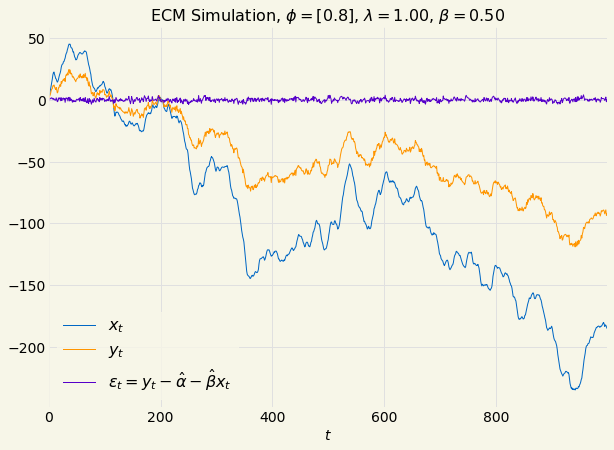 ECM Simulation, $\phi = [0.8]$, $\lambda = 1.00$, $\beta = 0.50$
50
0
−50
−100
−150
−200
$x_t$
$y_t$
$\varepsilon_t = y_t - \hat{\alpha} - \hat{\beta}x_t$
0 200 400 600 800
$t$